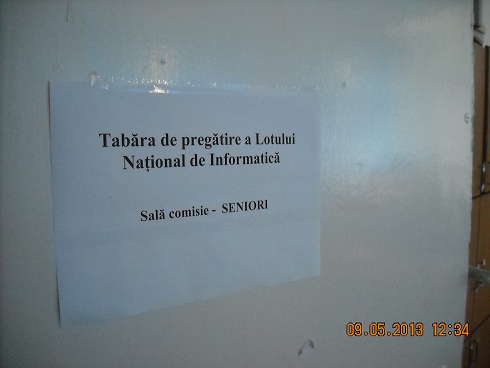 Tabăra de pregătire a Lotului
Național de Informatică
Sală comisie - SENIORI
09.05.2013 12:34